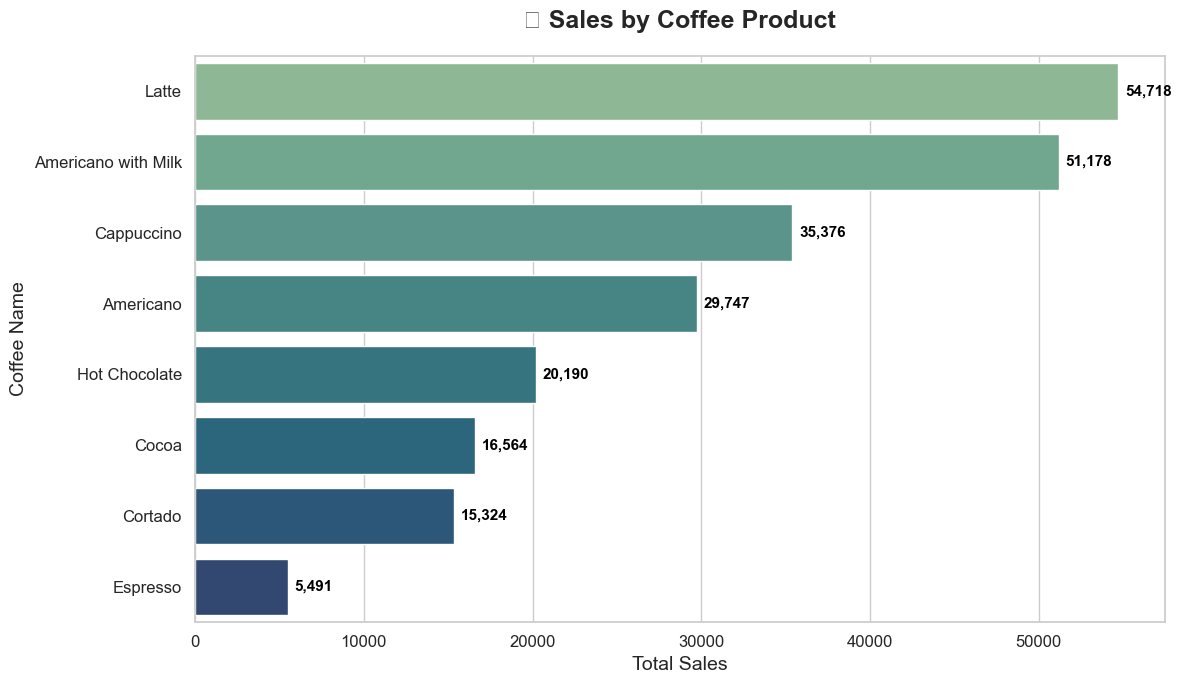 Sales by Coffee Product
Latte
54,718
Americano with Milk
51,178
Cappuccino
35,376
Americano
29,747
Hot Chocolate
20,190
Cocoa
16,564
Cortado
15,324
Espresso
5,491
Coffee Name
0
10000
20000
30000
40000
50000
Total Sales